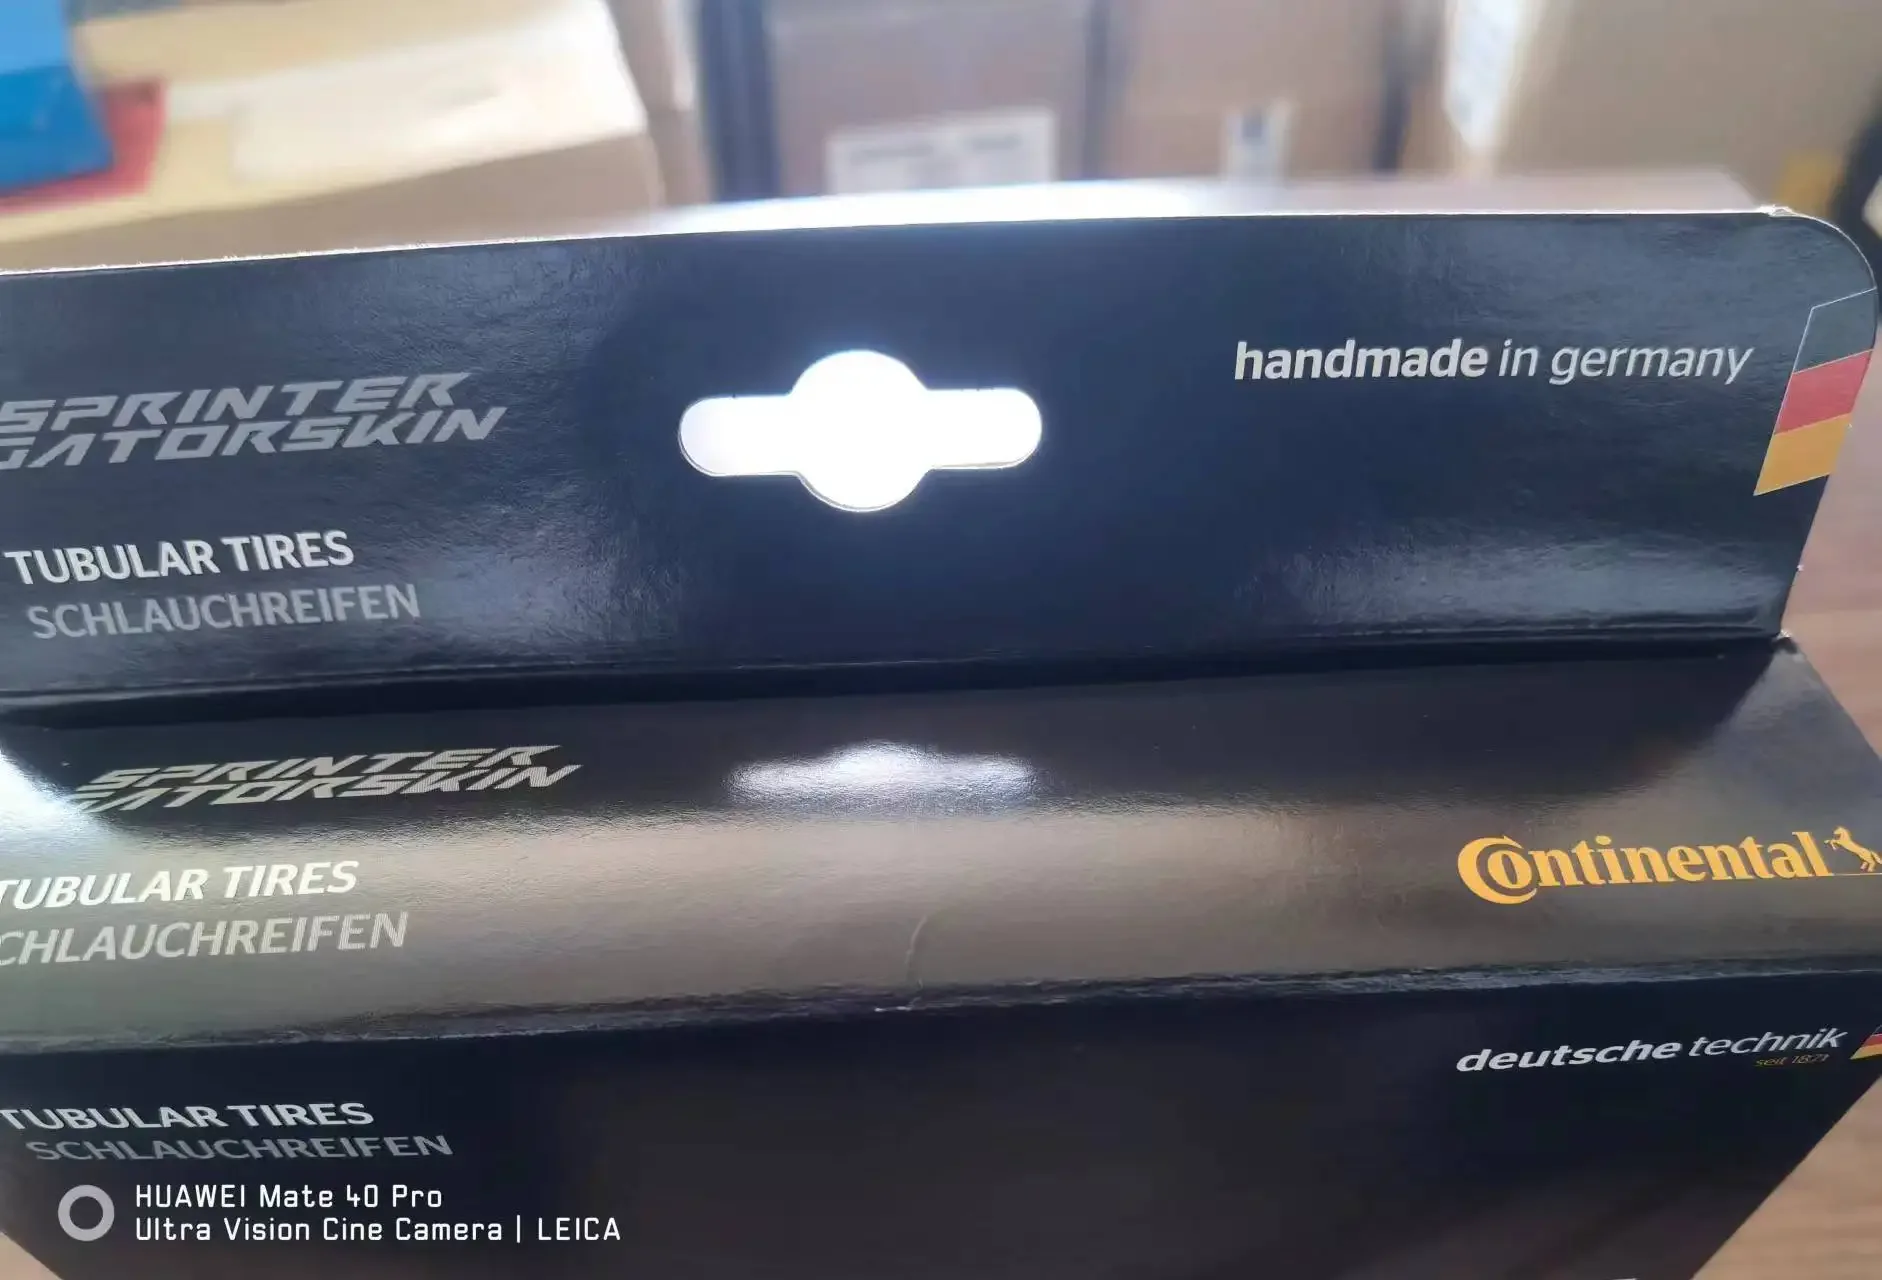 SPRINTER
GATORSKIN
handmade in germany
TUBULAR TIRES
SCHLAUCHREIFEN
SPRINTER
GATORSKIN
Continental
TUBULAR TIRES
SCHLAUCHREIFEN
deutsche technik
seit 1871
TUBULAR TIRES
SCHLAUCHREIFEN
HUAWEI Mate 40 Pro
Ultra Vision Cine Camera | LEICA